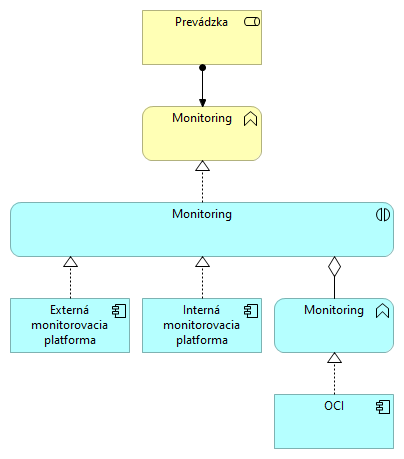 Prevádzka
Monitoring
Monitoring
Externá
monitorovacia
platforma
Interná
monitorovacia
platforma
Monitoring
OCI